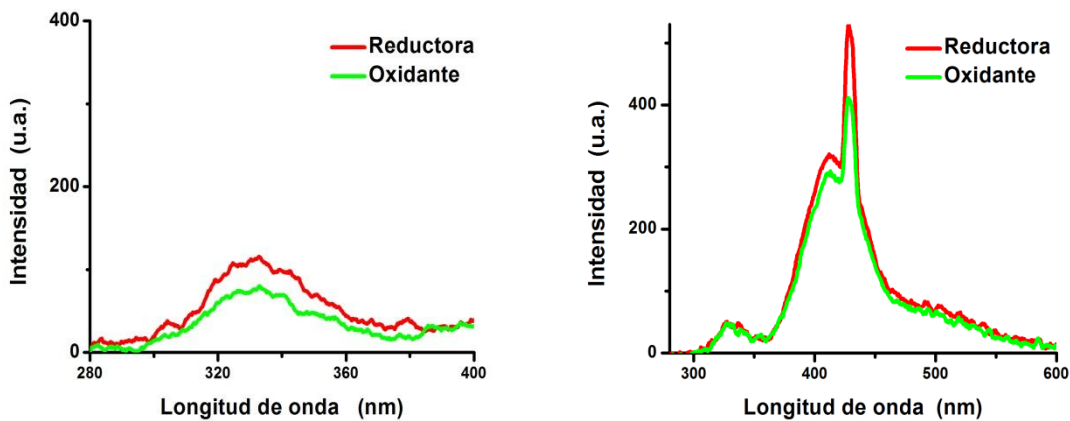 400
200
0
280
320
360
400
Intensidad (u.a.)
Longitud de onda (nm)
Reductora
Oxidante
400
200
0
300
400
500
600
Intensidad (u.a.)
Longitud de onda (nm)
Reductora
Oxidante